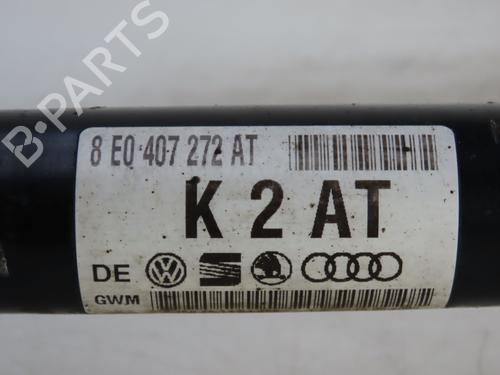 B-PARTS
8 E0 407 272 AT
K 2 AT
DE
GWM